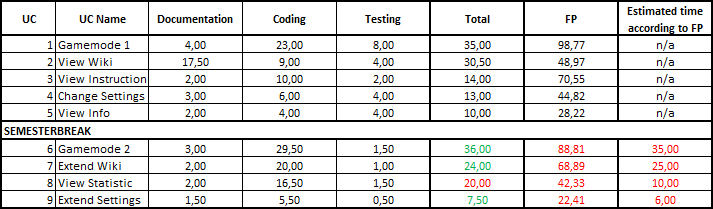 UC UC Name Documentation Coding Testing Total FP Estimated time
according to FP
1 Gamemode 1 4,00 23,00 8,00 35,00 98,77 n/a
2 View Wiki 17,50 9,00 4,00 30,50 48,97 n/a
3 View Instruction 2,00 10,00 2,00 14,00 70,55 n/a
4 Change Settings 3,00 6,00 4,00 13,00 44,82 n/a
5 View Info 2,00 4,00 4,00 10,00 28,22 n/a
SEMESTERBREAK
6 Gamemode 2 3,00 29,50 1,50 36,00 88,81 35,00
7 Extend Wiki 2,00 20,00 1,00 24,00 68,89 25,00
8 View Statistic 2,00 16,50 1,50 20,00 42,33 10,00
9 Extend Settings 1,50 5,50 0,50 7,50 22,41 6,00